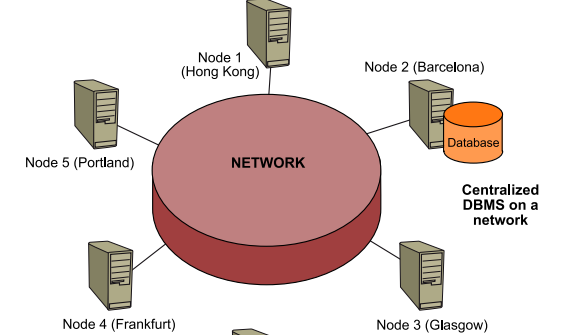 Node 1
(Hong Kong)
Node 2 (Barcelona)
Database
Node 5 (Portland)
NETWORK
Centralized
DBMS on a
network
Node 4 (Frankfurt)
Node 3 (Glasgow)